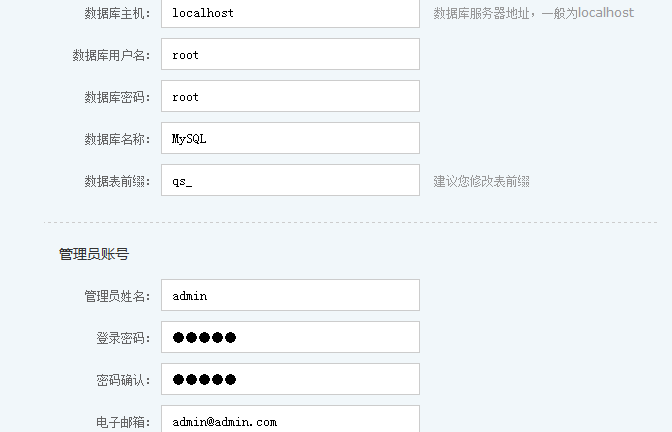 数据库主机： localhost 数据库服务器地址，一般为localhost
数据库用户名： root
数据库密码： root
数据库名称： MySQL
数据表前缀： qs_ 建议您修改表前缀
管理员账号
管理员姓名： admin
登录密码： ●●●●●
密码确认： ●●●●●
电子邮箱： admin@admin.com